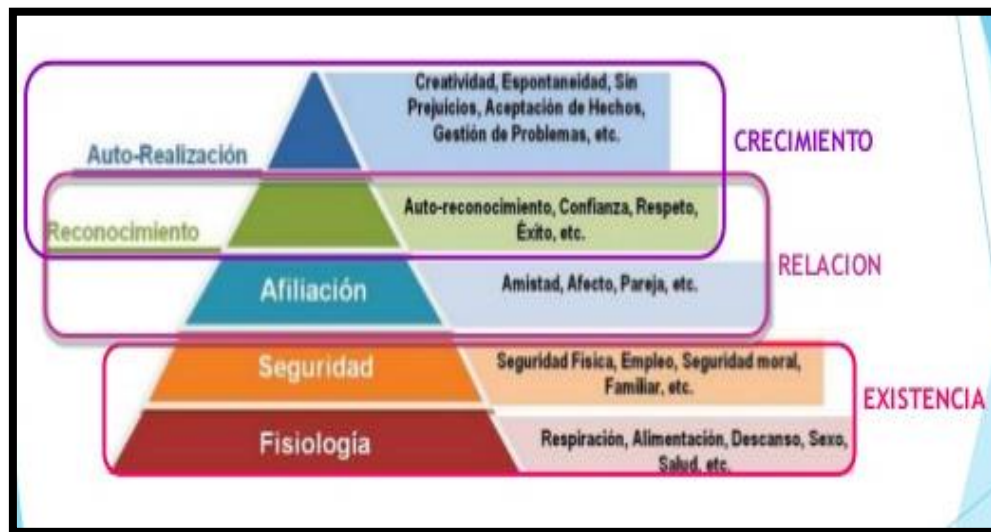 Creatividad, Espontaneidad, Sin
Prejuicios, Aceptación de Hechos,
Gestión de Problemas, etc.
CRECIMIENTO
Auto-Realización
Auto-reconocimiento, Confianza, Respeto,
Éxito, etc.
Reconocimiento
RELACION
Afiliación
Amistad, Afecto, Pareja, etc.
Seguridad
Seguridad Física, Empleo, Seguridad moral,
Familiar, etc.
EXISTENCIA
Fisiología
Respiración, Alimentación, Descanso, Sexo,
Salud, etc.